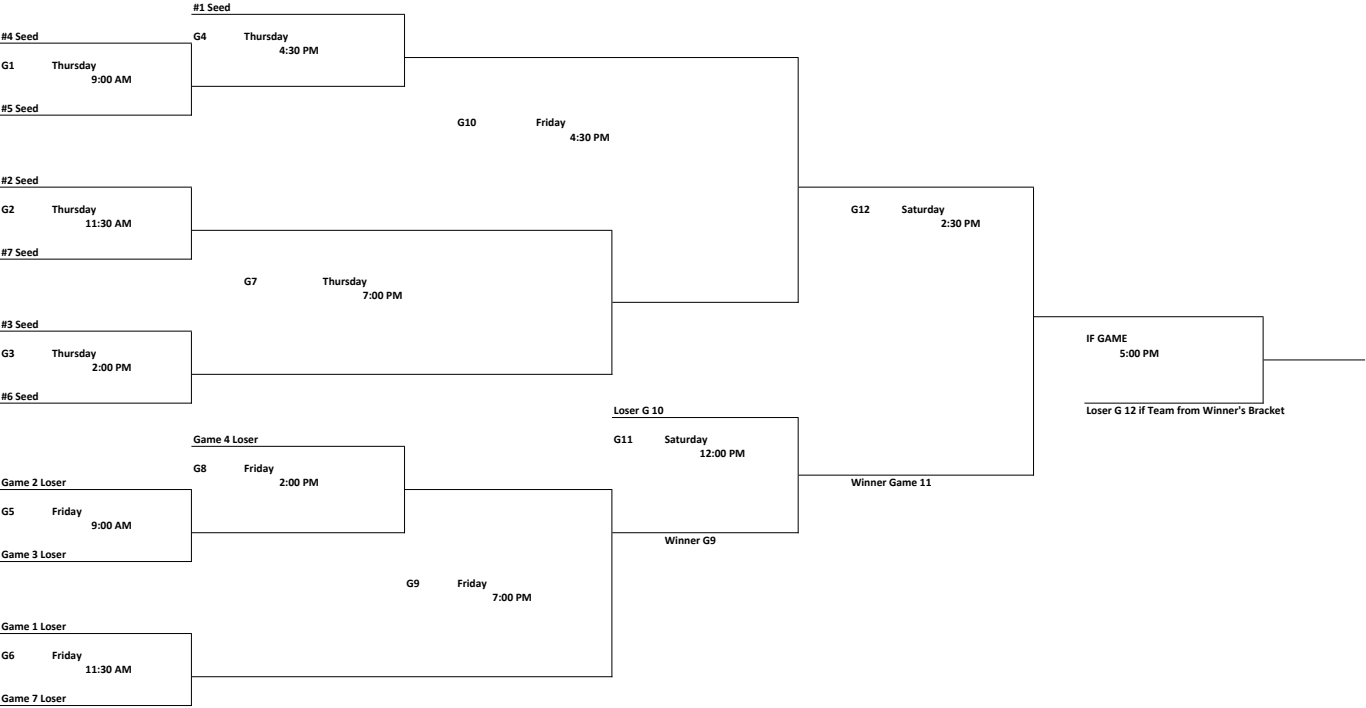 #1 Seed
#4 Seed
G4 Thursday
4:30 PM
G1 Thursday
9:00 AM
#5 Seed
G10 Friday
4:30 PM
#2 Seed
G2 Thursday
11:30 AM
G12 Saturday
2:30 PM
#7 Seed
G7 Thursday
7:00 PM
#3 Seed
G3 Thursday
2:00 PM
IF GAME
5:00 PM
#6 Seed
Loser G 10
Loser G 12 if Team from Winner's Bracket
Game 4 Loser
G11 Saturday
12:00 PM
G8 Friday
2:00 PM
Game 2 Loser
Winner Game 11
G5 Friday
9:00 AM
Winner G9
Game 3 Loser
G9 Friday
7:00 PM
Game 1 Loser
G6 Friday
11:30 AM
Game 7 Loser